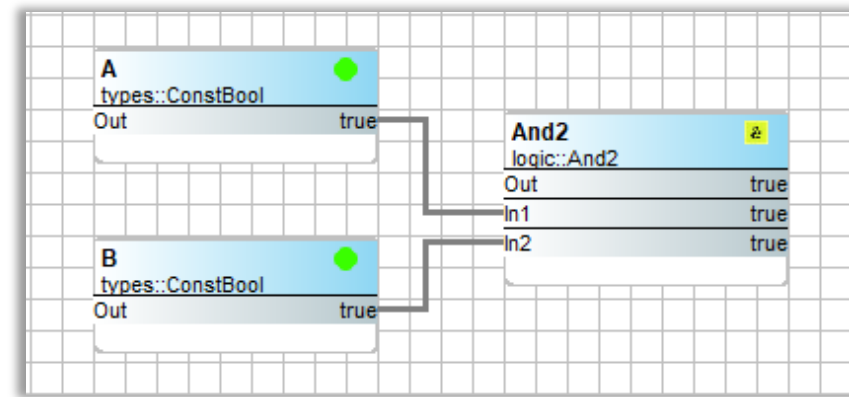 A
types::ConstBool
Out true
And2
logic::And2
Out true
In1 true
In2 true
B
types::ConstBool
Out true